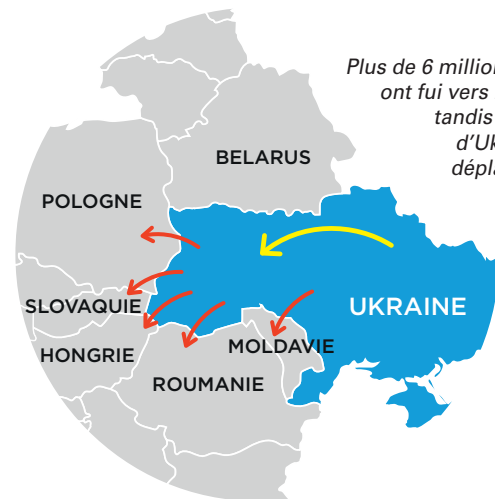 Plus de 6 million
ont fui vers
tandis
d'Uk
dépla
BELARUS
POLOGNE
SLOVAQUIE
UKRAINE
HONGRIE
MOLDAVIE
ROUMANIE